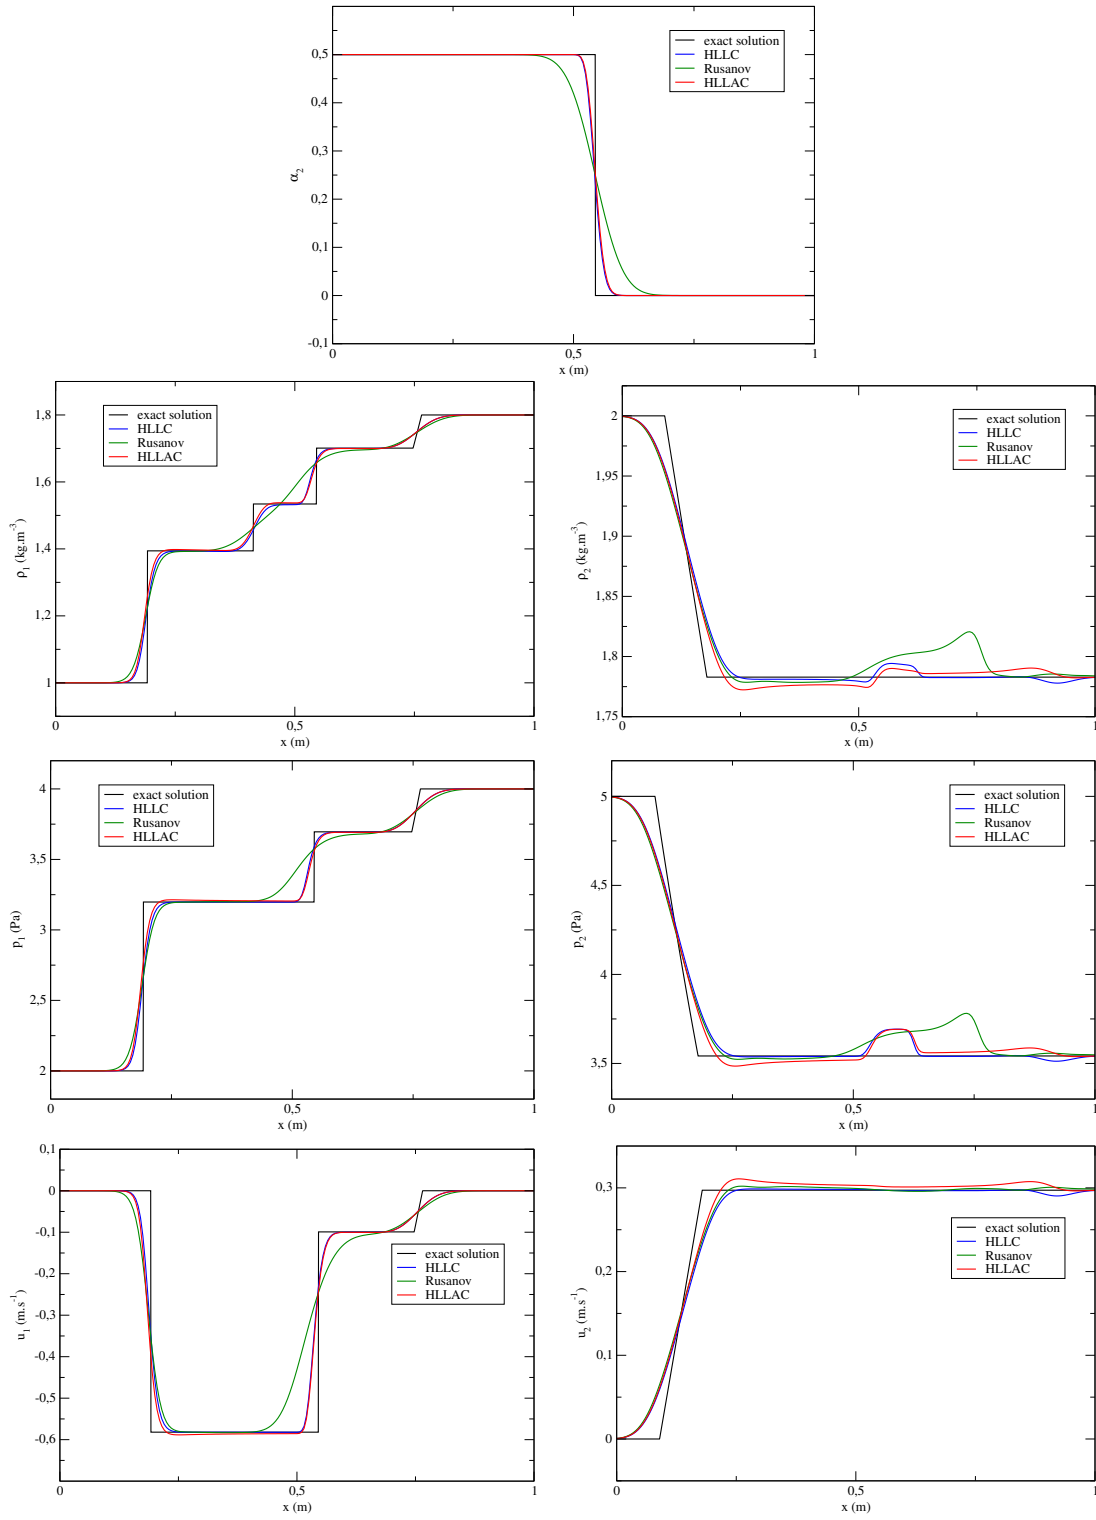 exact solution
HLLC
Rusanov
HLLAC
0,5
0,4
0,3
0,2
0,1
0
-0,1
α₂
0
0,5
1
x (m)
exact solution
HLLC
Rusanov
HLLAC
1,8
1,6
1,4
1,2
1
ρ₁ (kg.m⁻³)
0
0,5
1
x (m)
exact solution
HLLC
Rusanov
HLLAC
2
1,95
1,9
1,85
1,8
1,75
ρ₂ (kg.m⁻³)
0
0,5
1
x (m)
exact solution
HLLC
Rusanov
HLLAC
4
3,5
3
2,5
2
p₁ (Pa)
0
0,5
1
x (m)
exact solution
HLLC
Rusanov
HLLAC
5
4,5
4
3,5
p₂ (Pa)
0
0,5
1
x (m)
exact solution
HLLC
Rusanov
HLLAC
0,1
0
-0,1
-0,2
-0,3
-0,4
-0,5
-0,6
u₁ (m.s⁻¹)
0
0,5
1
x (m)
exact solution
HLLC
Rusanov
HLLAC
0,3
0,2
0,1
0
u₂ (m.s⁻¹)
0
0,5
1
x (m)